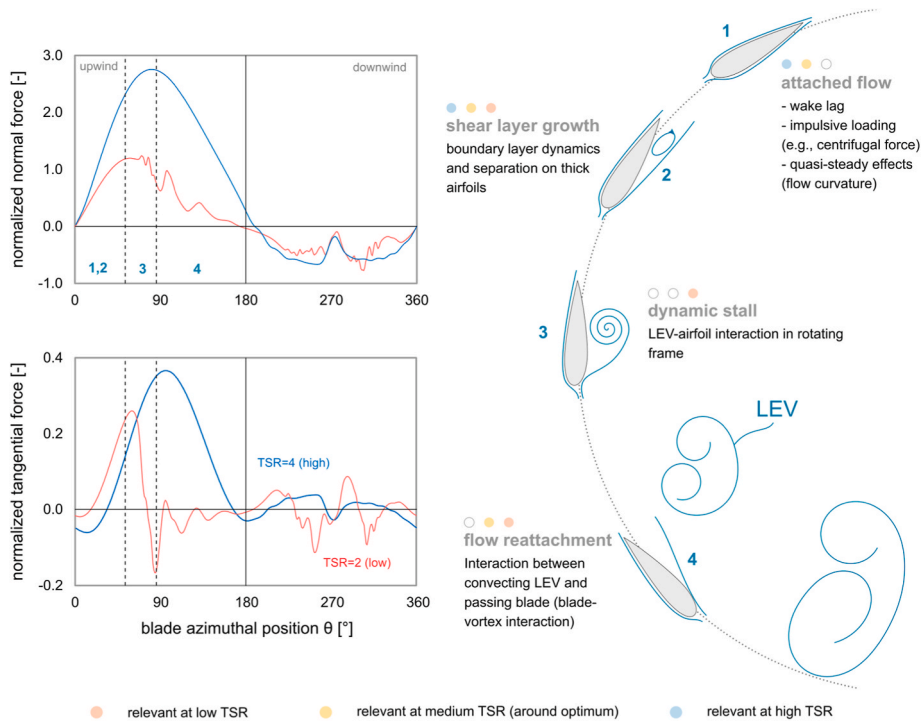 normalized normal force [-]
3.0
2.0
1.0
0.0
-1.0
upwind
downwind
1,2
3
4
0
90
180
270
360
normalized tangential force [-]
0.4
0.2
0.0
-0.2
TSR=4 (high)
TSR=2 (low)
0
90
180
270
360
blade azimuthal position θ [°]
1
attached flow
- wake lag
- impulsive loading
(e.g., centrifugal force)
- quasi-steady effects
(flow curvature)
shear layer growth
boundary layer dynamics
and separation on thick
airfoils
2
3
dynamic stall
LEV-airfoil interaction in rotating
frame
LEV
flow reattachment
Interaction between
convecting LEV and
passing blade (blade-
vortex interaction)
4
relevant at low TSR
relevant at medium TSR (around optimum)
relevant at high TSR